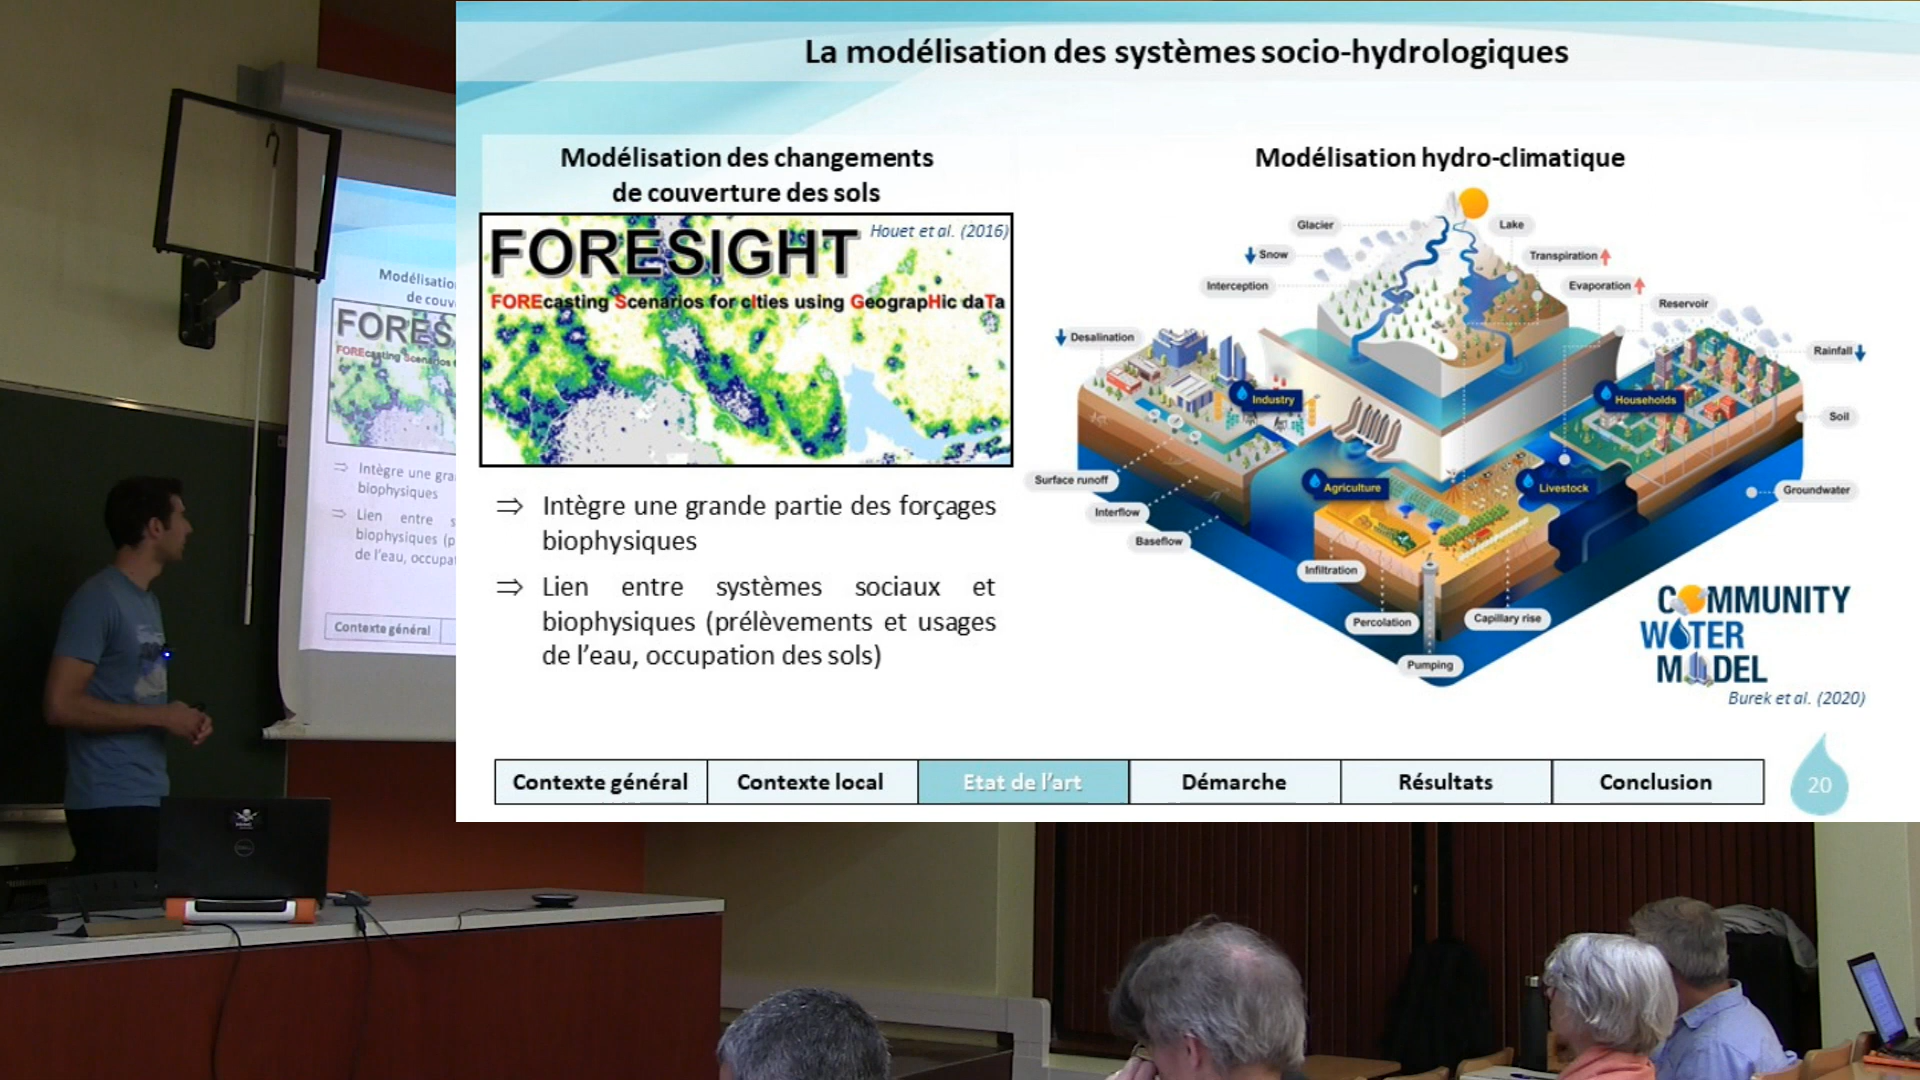 La modélisation des systèmes socio-hydrologiques
Modélisation des changements
de couverture des sols
Houet et al. (2016)
FORESIGHT
FOREcasting Scenarios for cIties using GeograpHic daTa
⇒ Intègre une grande partie des forçages
biophysiques
⇒ Lien entre systèmes sociaux et
biophysiques (prélèvements et usages
de l'eau, occupation des sols)
Modélisation hydro-climatique
Glacier
Lake
Snow
Transpiration
Interception
Evaporation
Reservoir
Desalination
Rainfall
Industry
Households
Soil
Surface runoff
Agriculture
Livestock
Groundwater
Interflow
Baseflow
Infiltration
Percolation
Capillary rise
Pumping
COMMUNITY
WATER
MODEL
Burek et al. (2020)
Contexte général
Contexte local
Etat de l'art
Démarche
Résultats
Conclusion
20
Modélisatio
de couv
FORES
FOREcasting Scenarios
⇒ Intègre une gra
biophysiques
⇒ Lien entre s
biophysiques (p
de l'eau, occupa
Contexte général
DELL